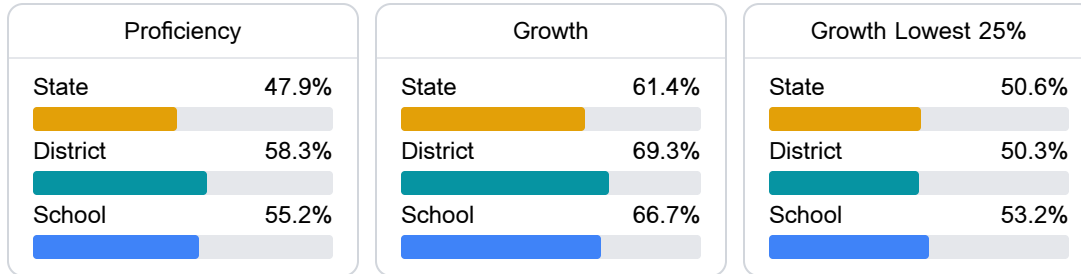 Proficiency
State 47.9%
District 58.3%
School 55.2%
Growth
State 61.4%
District 69.3%
School 66.7%
Growth Lowest 25%
State 50.6%
District 50.3%
School 53.2%